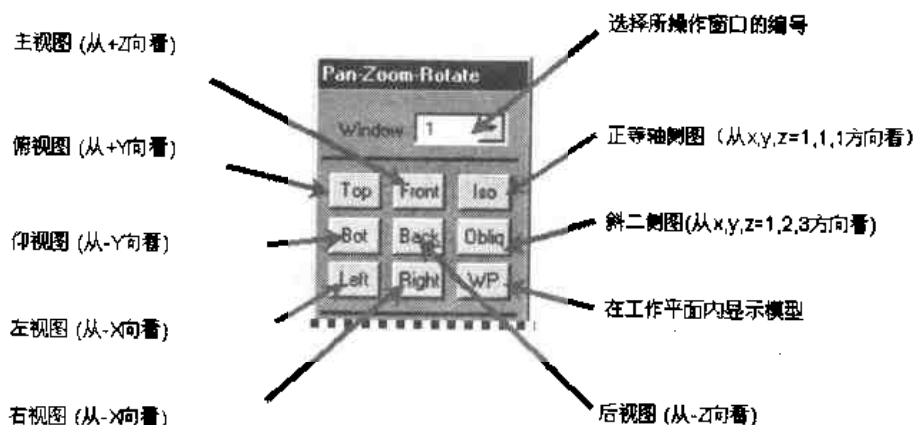 主视图 (从+Z向看)
选择所操作窗口的编号
Pan-Zoom-Rotate
Window 1
俯视图 (从+Y向看)
正等轴侧图 (从x,y,z=1,1,1方向看)
Top Front Iso
仰视图 (从-Y向看)
斜二侧图(从x,y,z=1,2,3方向看)
Bot Back Obliq
Left Right WP
左视图 (从-X向看)
在工作平面内显示模型
右视图 (从-X向看)
后视图 (从-Z向看)